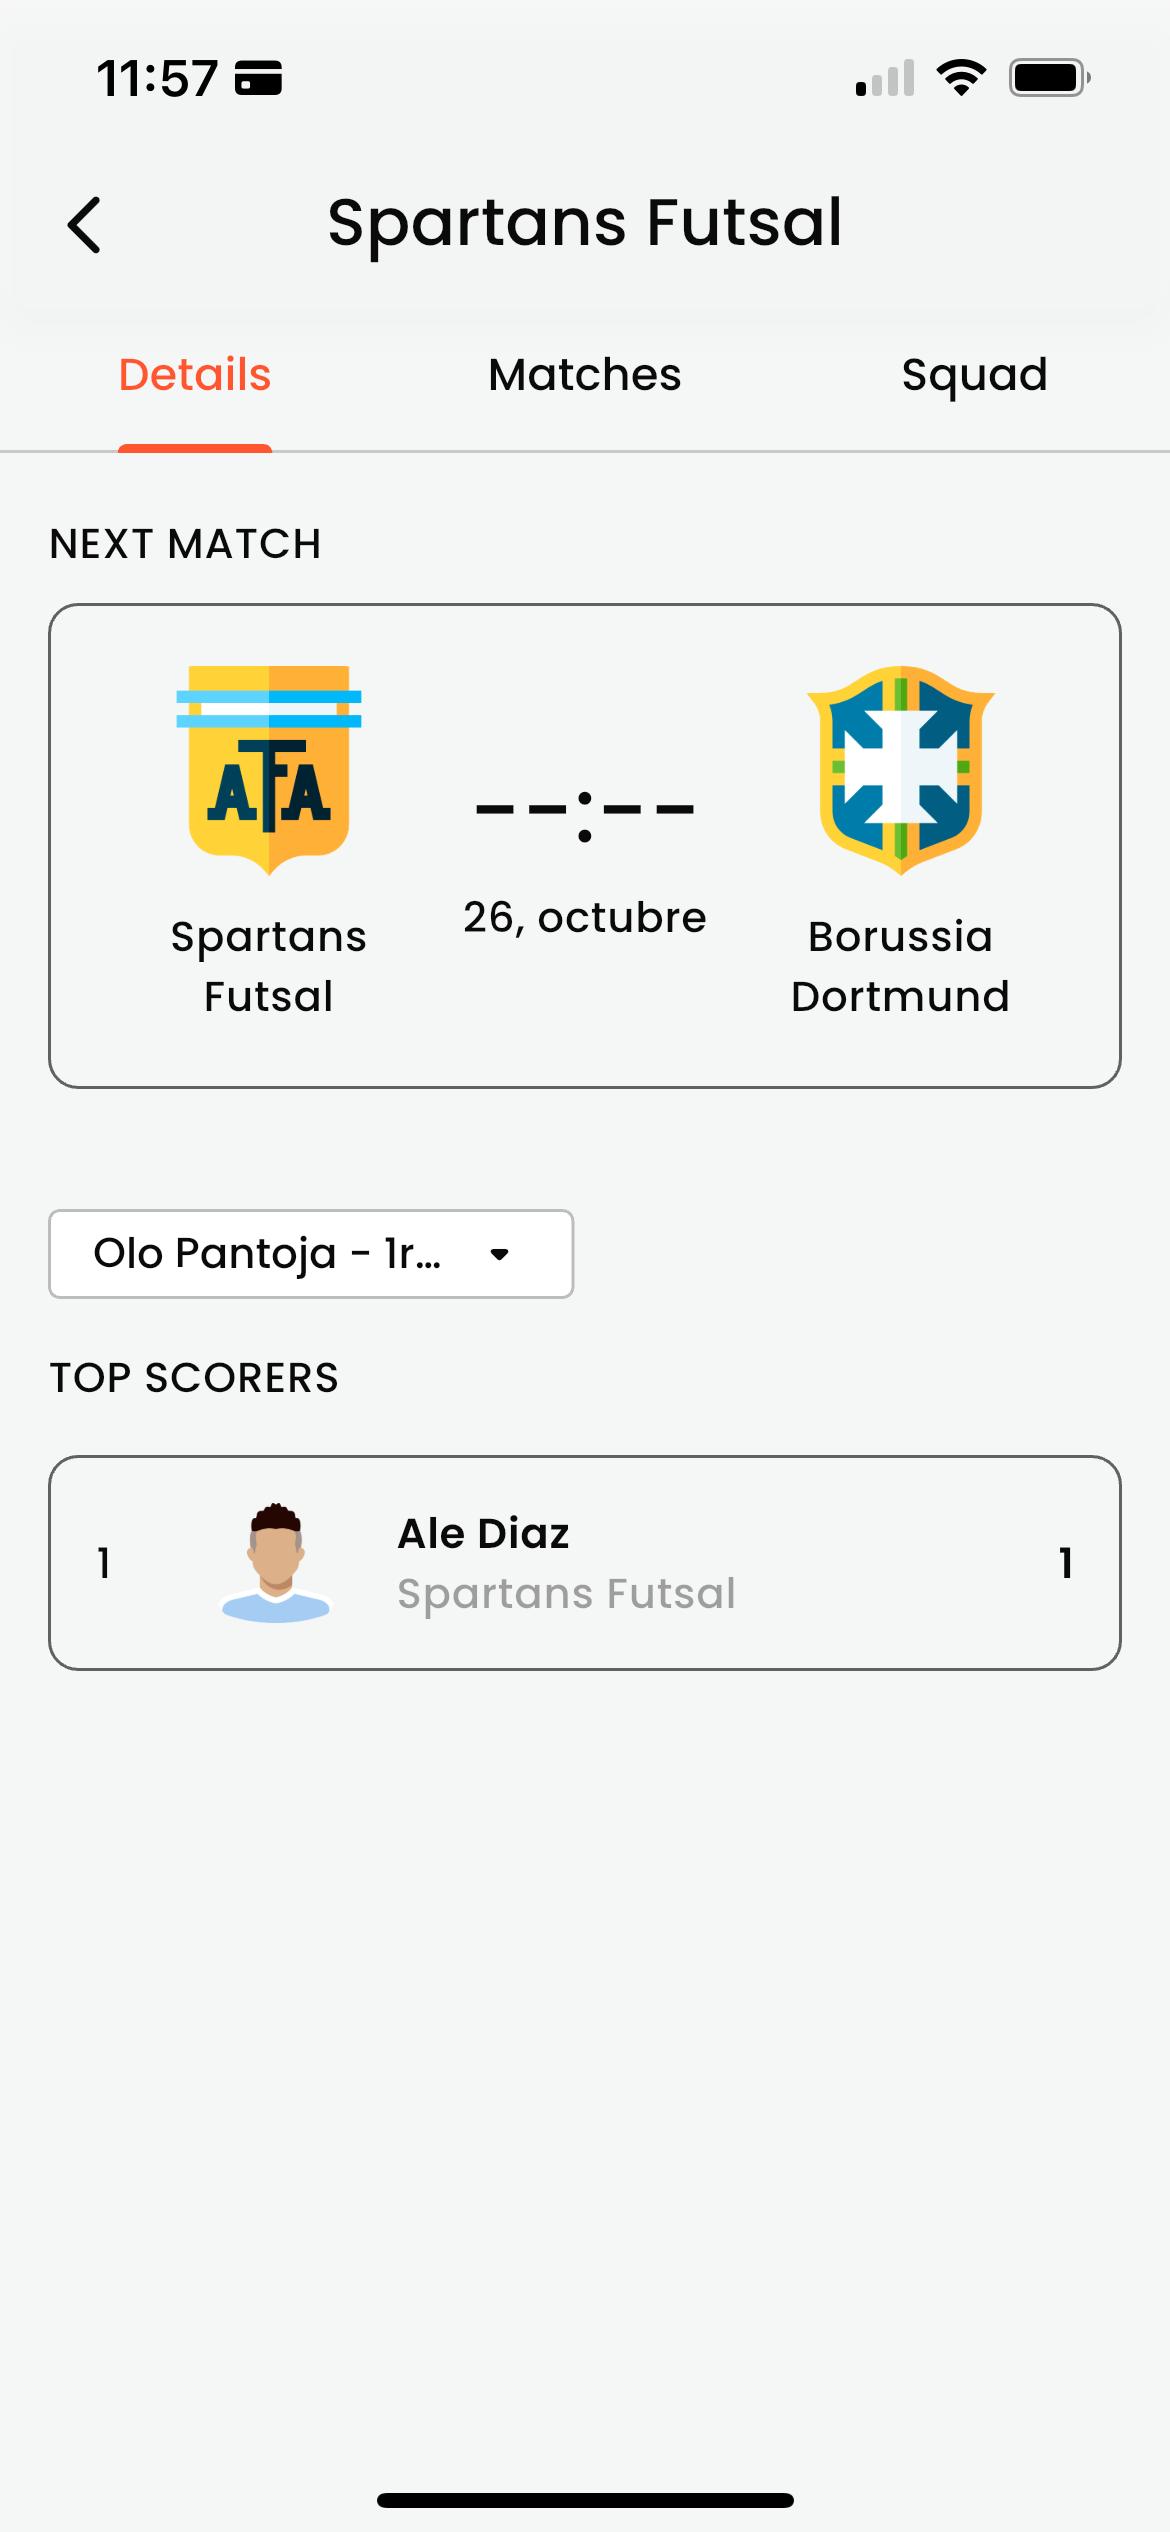 11:57
Spartans Futsal
Details Matches Squad
NEXT MATCH
AFA
--:--
26, octubre
Spartans
Futsal
Borussia
Dortmund
Olo Pantoja - 1r...
TOP SCORERS
1
Ale Diaz
Spartans Futsal
1